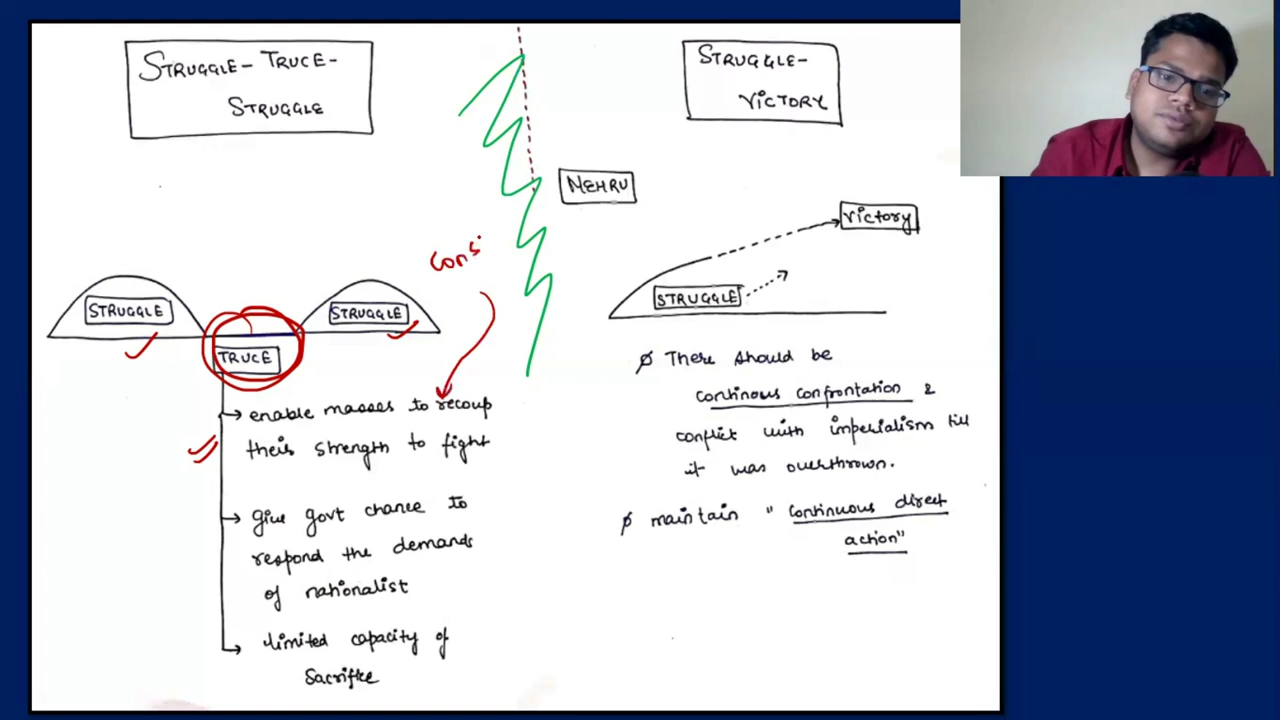 STRUGGLE- TRUCE-
STRUGGLE
STRUGGLE
TRUCE
STRUGGLE
cons
enable masses to recoup
their strength to fight
give govt chance to
respond the demands
of nationalist
limited capacity of
Sacrifice
STRUGGLE-
VICTORY
NEHRU
Victory
STRUGGLE
There should be
continous confrontation &
conflict with imperialism till
it was overthrown.
maintain "continuous direct
action"